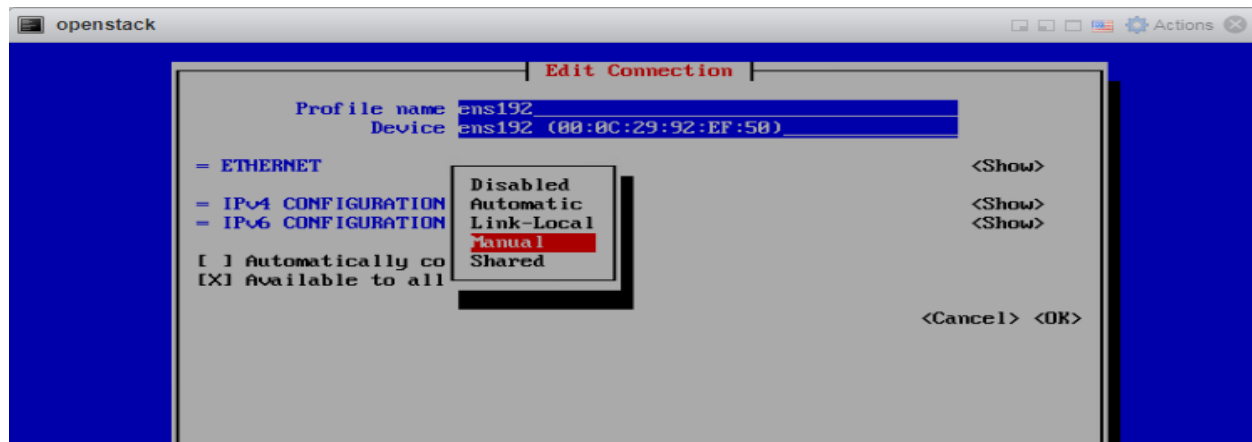 openstack
Actions
Edit Connection
Profile name ens192
Device ens192 (00:0C:29:92:EF:50)
= ETHERNET <Show>
Disabled
= IPv4 CONFIGURATION Automatic <Show>
= IPv6 CONFIGURATION Link-Local <Show>
Manual
[ ] Automatically co Shared
[X] Available to all
<Cancel> <OK>